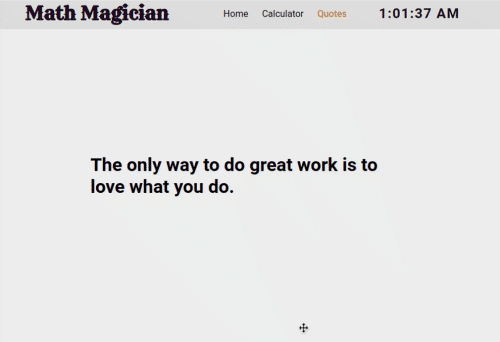 Math Magician
Home Calculator Quotes 1:01:37 AM
The only way to do great work is to
love what you do.